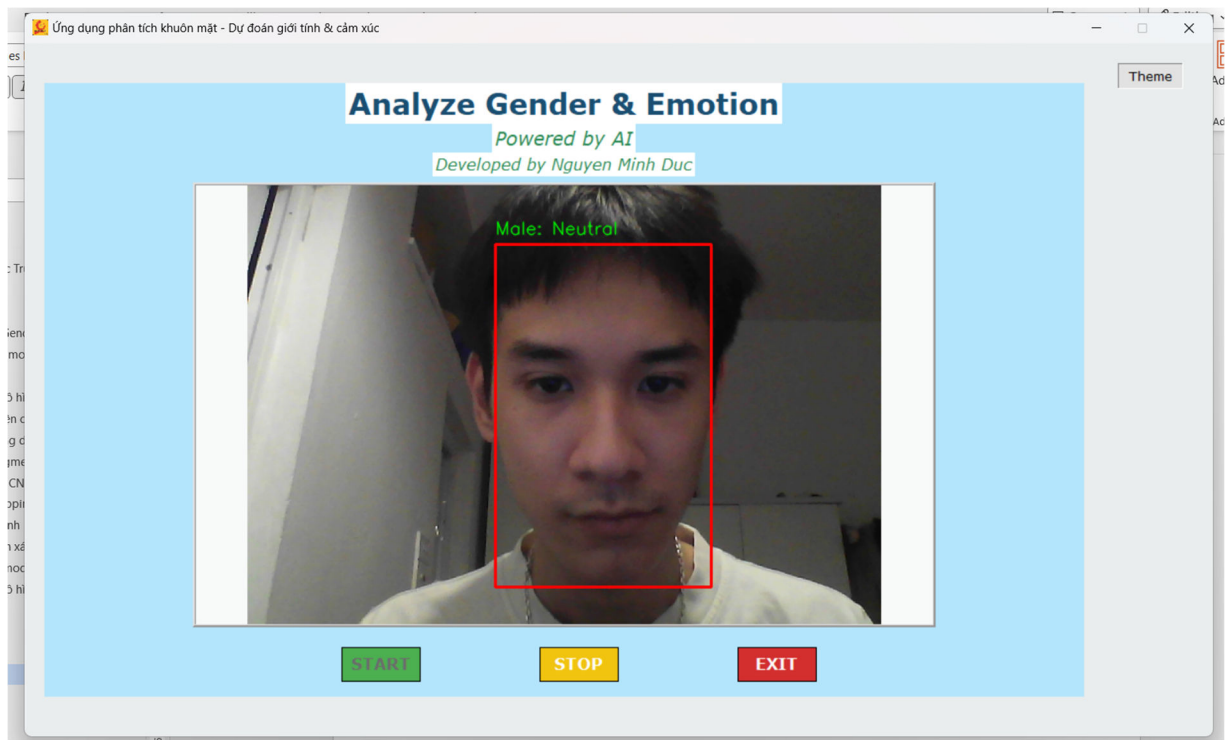 Ứng dụng phân tích khuôn mặt - Dự đoán giới tính & cảm xúc
es
Theme
Analyze Gender & Emotion
Powered by AI
Developed by Nguyen Minh Duc
Male: Neutral
START
STOP
EXIT